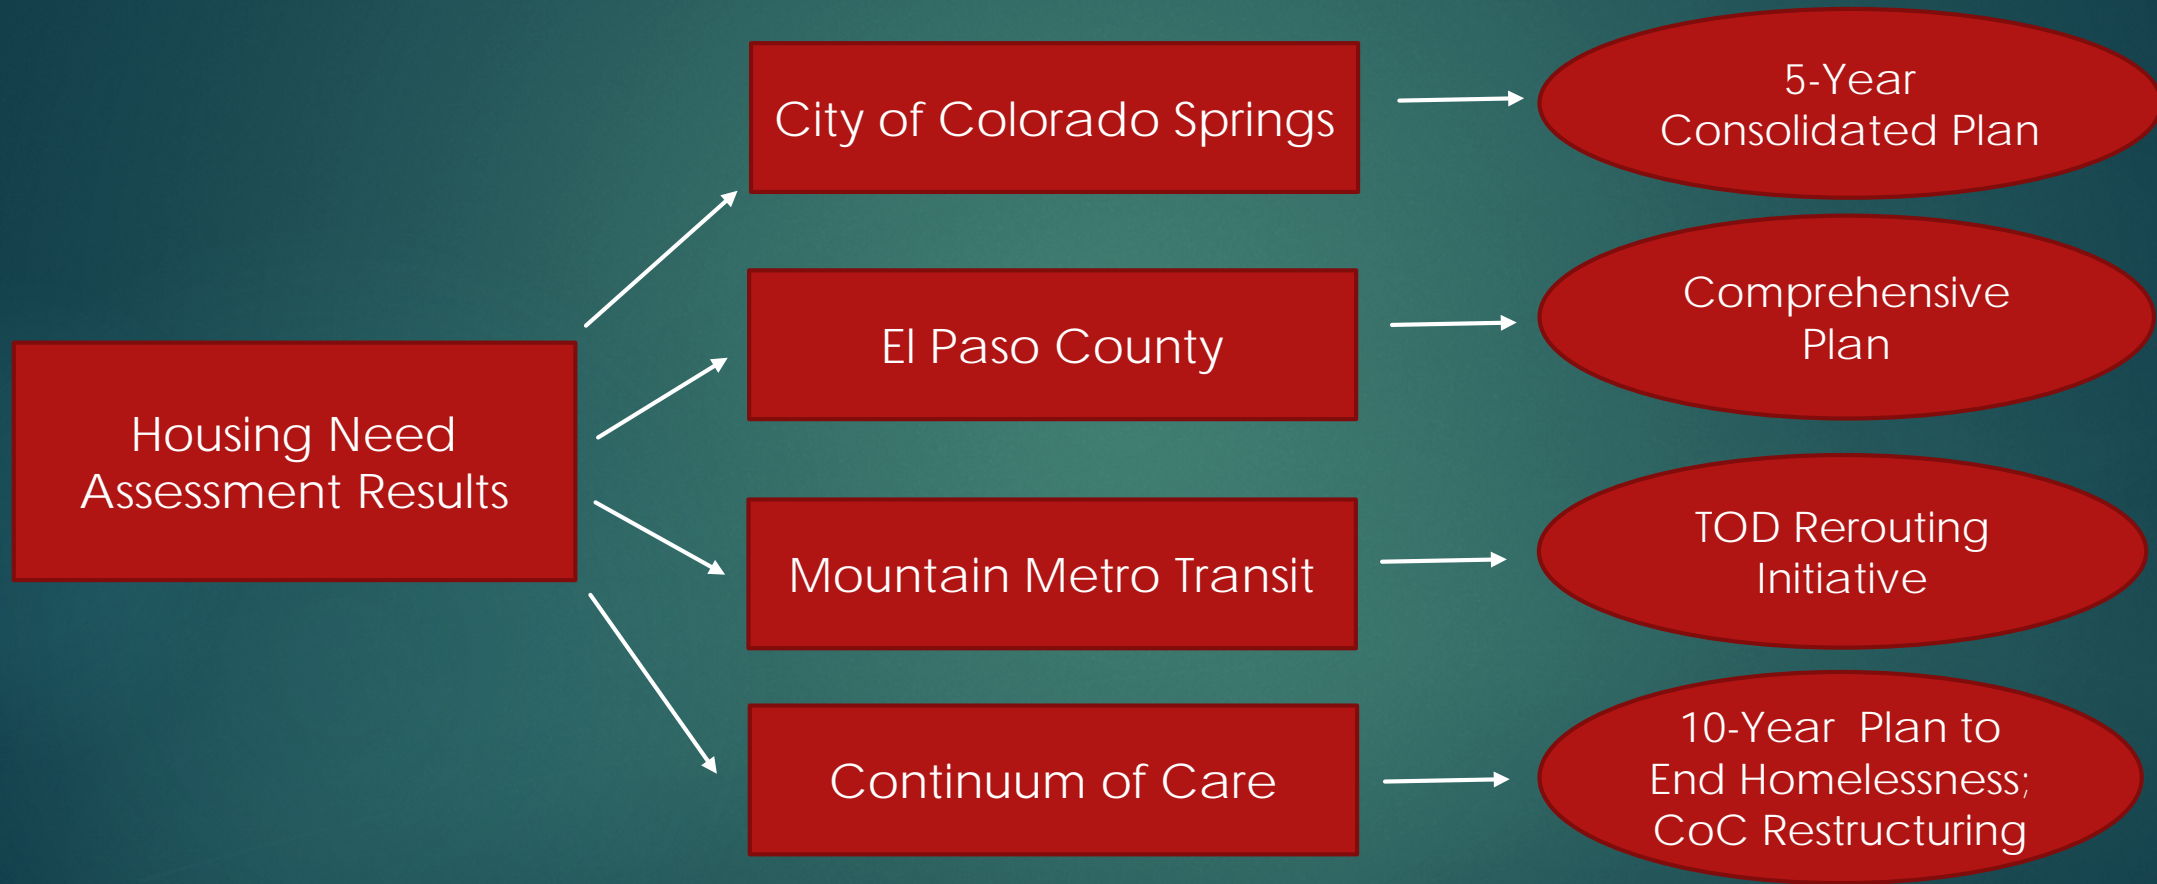 Housing Need
Assessment Results
City of Colorado Springs
5-Year
Consolidated Plan
El Paso County
Comprehensive
Plan
Mountain Metro Transit
TOD Rerouting
Initiative
Continuum of Care
10-Year  Plan to
End Homelessness;
CoC Restructuring